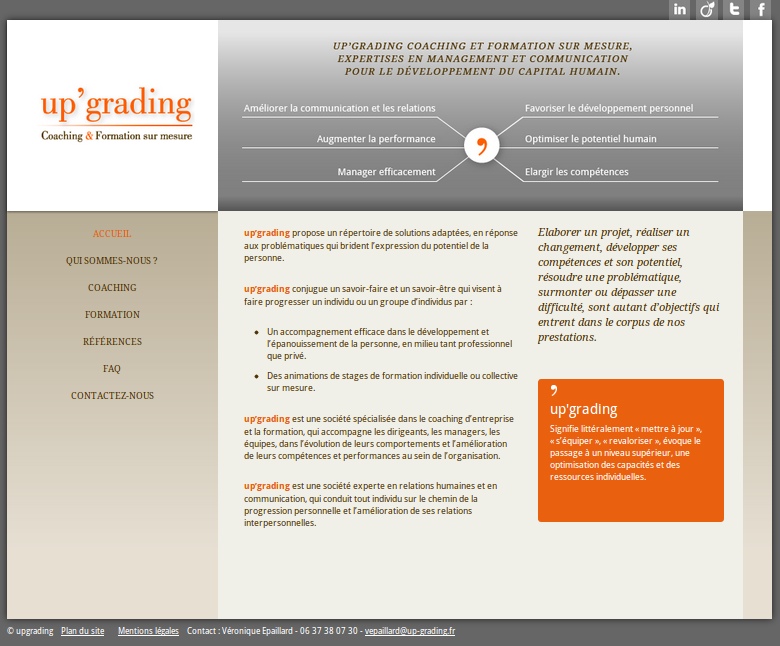 up'grading
Coaching & Formation sur mesure
UP'GRADING COACHING ET FORMATION SUR MESURE,
EXPERTISES EN MANAGEMENT ET COMMUNICATION
POUR LE DÉVELOPPEMENT DU CAPITAL HUMAIN.
Améliorer la communication et les relations
Favoriser le développement personnel
Augmenter la performance
Optimiser le potentiel humain
Manager efficacement
Elargir les compétences
ACCUEIL
QUI SOMMES-NOUS ?
COACHING
FORMATION
RÉFÉRENCES
FAQ
CONTACTEZ-NOUS
up'grading propose un répertoire de solutions adaptées, en réponse
aux problématiques qui brident l'expression du potentiel de la
personne.
up'grading conjugue un savoir-faire et un savoir-être qui visent à
faire progresser un individu ou un groupe d'individus par :
Un accompagnement efficace dans le développement et
l'épanouissement de la personne, en milieu tant professionnel
que privé.
Des animations de stages de formation individuelle ou collective
sur mesure.
up'grading est une société spécialisée dans le coaching d'entreprise
et la formation, qui accompagne les dirigeants, les managers, les
équipes, dans l'évolution de leurs comportements et l'amélioration
de leurs compétences et performances au sein de l'organisation.
up'grading est une société experte en relations humaines et en
communication, qui conduit tout individu sur le chemin de la
progression personnelle et l'amélioration de ses relations
interpersonnelles.
Elaborer un projet, réaliser un
changement, développer ses
compétences et son potentiel,
résoudre une problématique,
surmonter ou dépasser une
difficulté, sont autant d'objectifs qui
entrent dans le corpus de nos
prestations.
up'grading
Signifie littéralement « mettre à jour »,
« s'équiper », « revaloriser », évoque le
passage à un niveau supérieur, une
optimisation des capacités et des
ressources individuelles.
© upgrading Plan du site Mentions légales Contact : Véronique Epaillard - 06 37 38 07 30 - vepaillard@up-grading.fr